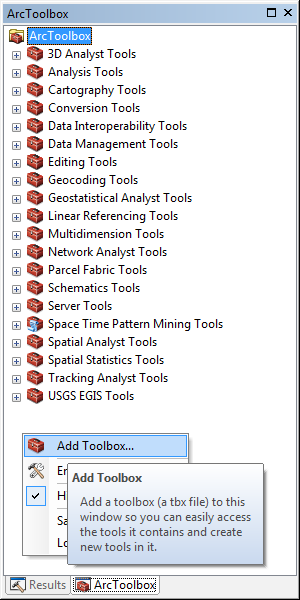 ArcToolbox
ArcToolbox
3D Analyst Tools
Analysis Tools
Cartography Tools
Conversion Tools
Data Interoperability Tools
Data Management Tools
Editing Tools
Geocoding Tools
Geostatistical Analyst Tools
Linear Referencing Tools
Multidimension Tools
Network Analyst Tools
Parcel Fabric Tools
Schematics Tools
Server Tools
Space Time Pattern Mining Tools
Spatial Analyst Tools
Spatial Statistics Tools
Tracking Analyst Tools
USGS EGIS Tools
Add Toolbox...
Add Toolbox
Add a toolbox (a tbx file) to this
window so you can easily access
the tools it contains and create
new tools in it.
Results
ArcToolbox